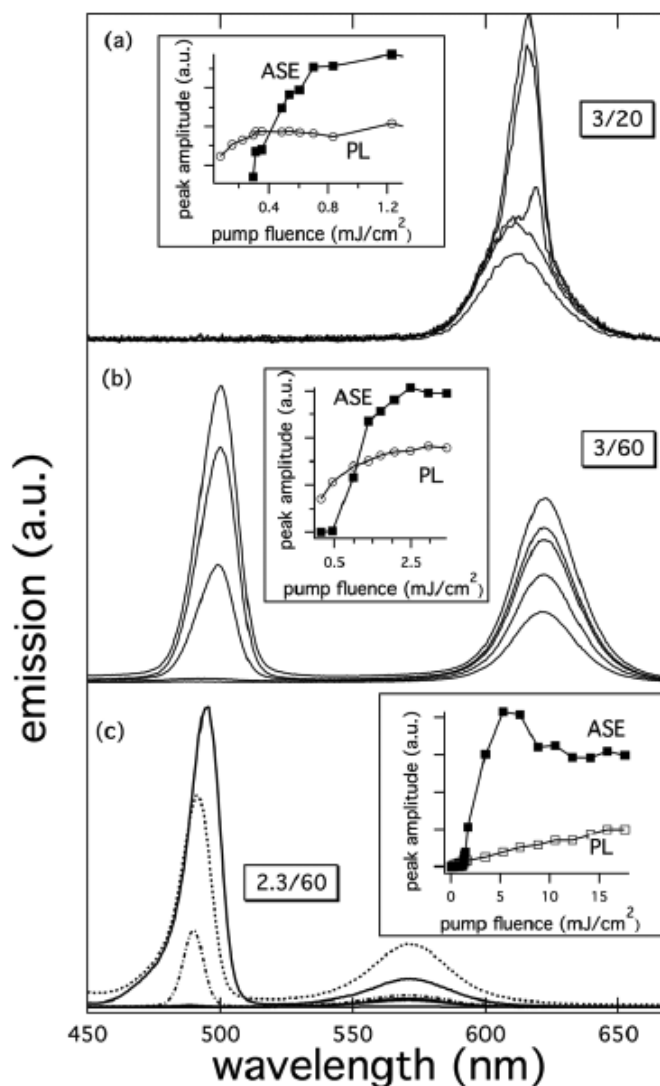 (a)
peak amplitude (a.u.)
ASE
PL
0.4
0.8
1.2
pump fluence (mJ/cm²)
3/20
(b)
peak amplitude (a.u.)
ASE
PL
0.5
2.5
pump fluence (mJ/cm²)
3/60
emission (a.u.)
(c)
2.3/60
peak amplitude (a.u.)
ASE
PL
0
5
10
15
pump fluence (mJ/cm²)
450
500
550
600
650
wavelength (nm)